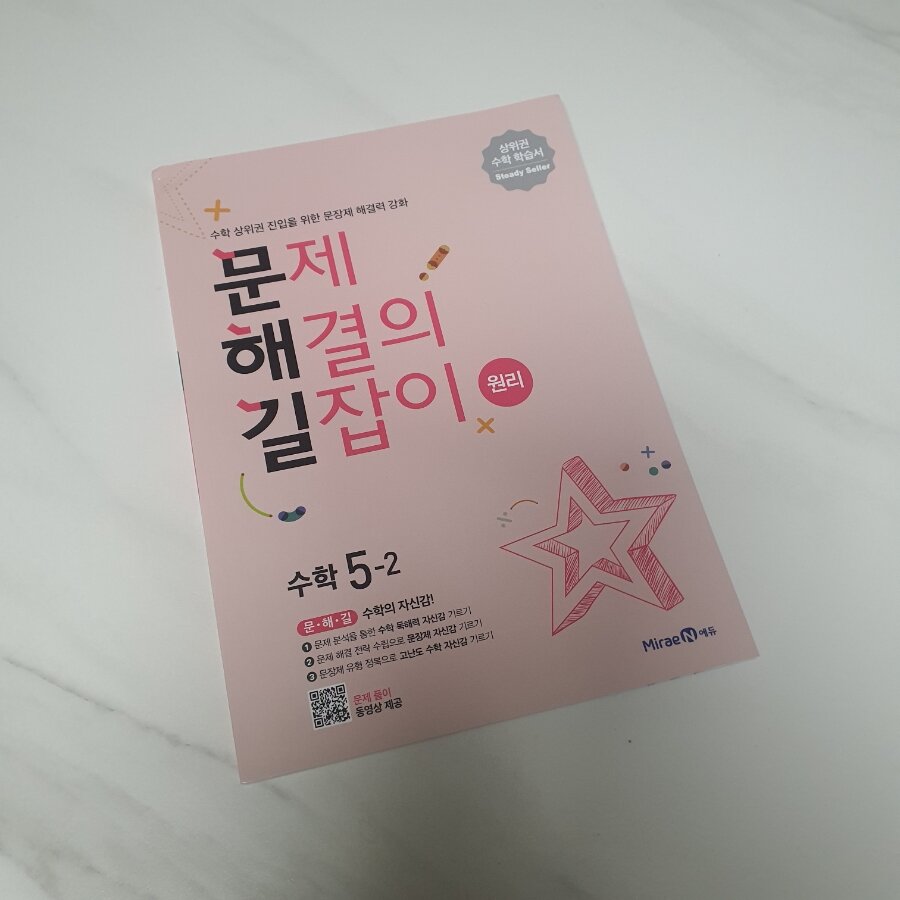 상위권
수학 학습서
Steady Seller
수학 상위권 진입을 위한 문장제 해결력 강화
문제
해결의
길잡이 원리
수학 5-2
문·해·길 수학의 자신감!
1 문제 분석을 통한 수학 독해력 자신감 기르기
2 문제 해결 전략 수립으로 문장제 자신감 기르기
3 문장제 유형 정복으로 고난도 수학 자신감 기르기
문제 풀이
동영상 제공
Mirae N 에듀